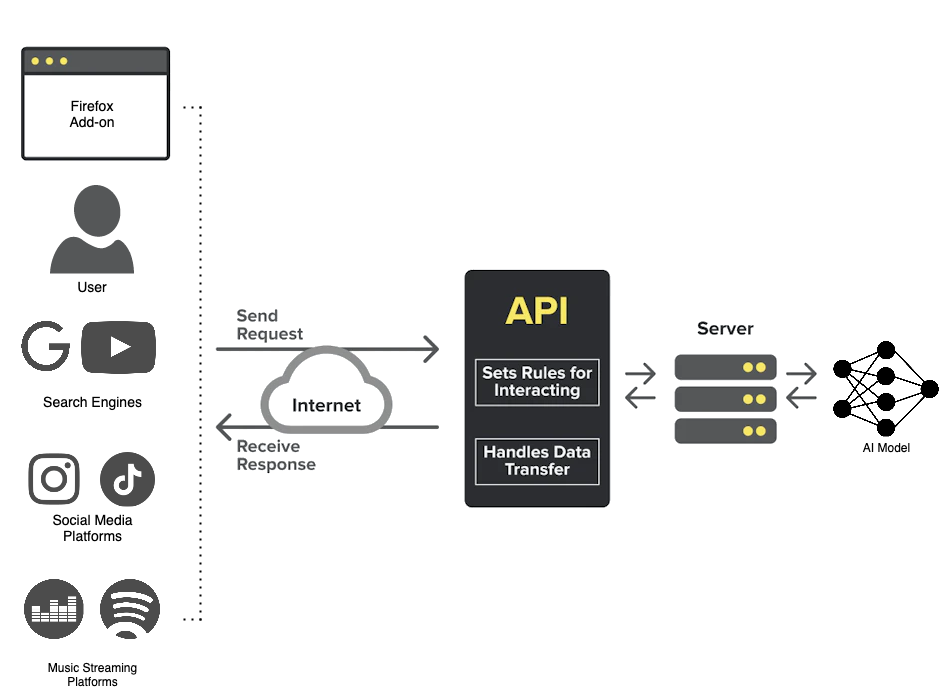 Firefox
Add-on
User
Search Engines
Social Media
Platforms
Music Streaming
Platforms
Send
Request
Internet
Receive
Response
API
Sets Rules for
Interacting
Handles Data
Transfer
Server
AI Model